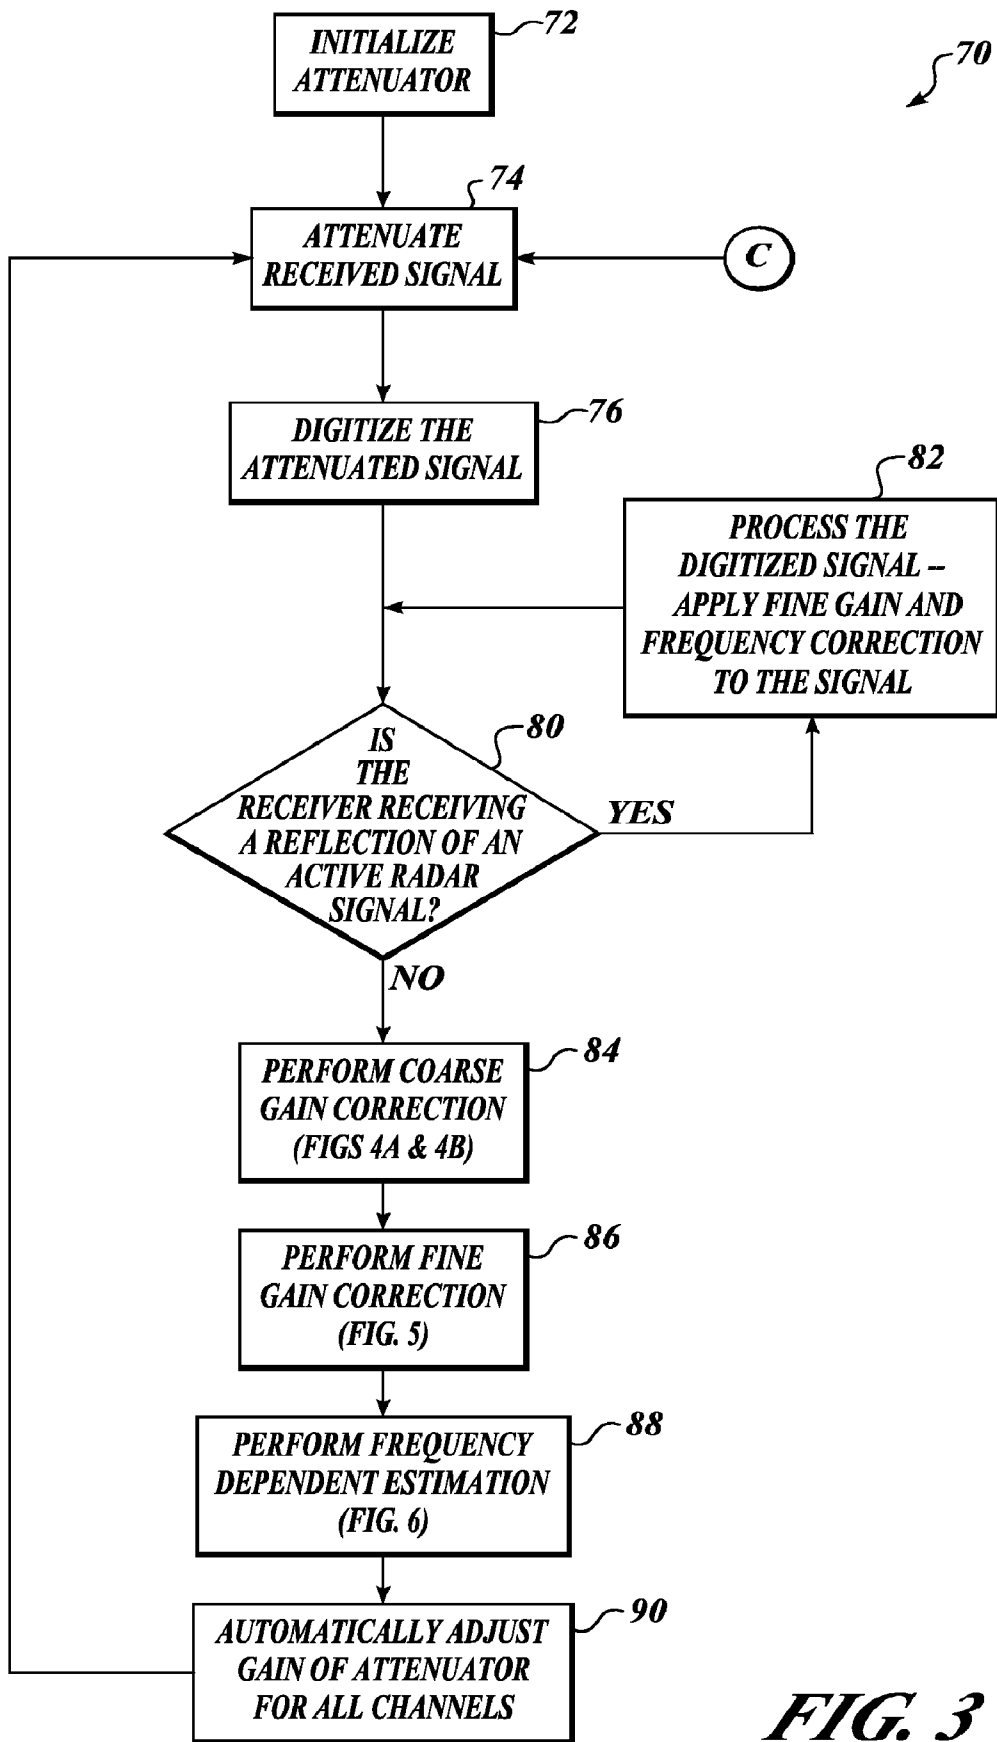 72
INITIALIZE
ATTENUATOR
70
74
ATTENUATE
RECEIVED SIGNAL
C
76
DIGITIZE THE
ATTENUATED SIGNAL
82
PROCESS THE
DIGITIZED SIGNAL --
APPLY FINE GAIN AND
FREQUENCY CORRECTION
TO THE SIGNAL
80
IS
THE
RECEIVER RECEIVING
A REFLECTION OF AN
ACTIVE RADAR
SIGNAL?
YES
NO
84
PERFORM COARSE
GAIN CORRECTION
(FIGS 4A & 4B)
86
PERFORM FINE
GAIN CORRECTION
(FIG. 5)
88
PERFORM FREQUENCY
DEPENDENT ESTIMATION
(FIG. 6)
90
AUTOMATICALLY ADJUST
GAIN OF ATTENUATOR
FOR ALL CHANNELS
FIG. 3